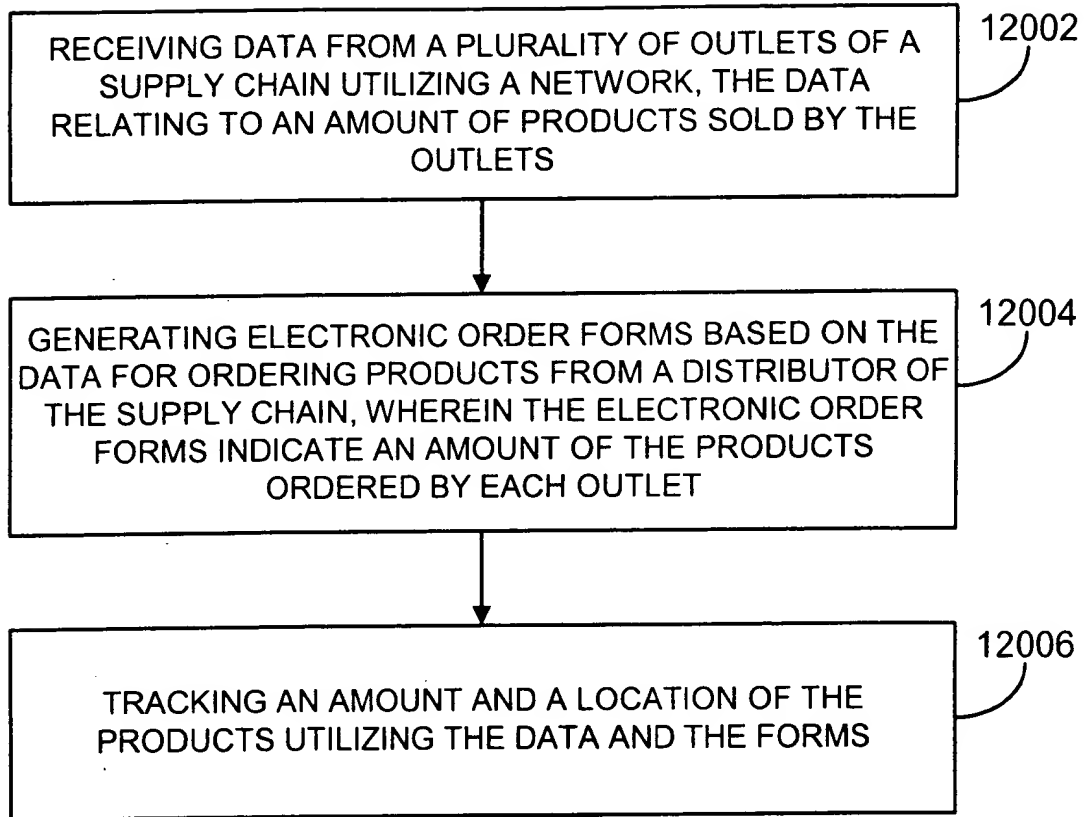 12002
RECEIVING DATA FROM A PLURALITY OF OUTLETS OF A
SUPPLY CHAIN UTILIZING A NETWORK, THE DATA
RELATING TO AN AMOUNT OF PRODUCTS SOLD BY THE
OUTLETS
12004
GENERATING ELECTRONIC ORDER FORMS BASED ON THE
DATA FOR ORDERING PRODUCTS FROM A DISTRIBUTOR OF
THE SUPPLY CHAIN, WHEREIN THE ELECTRONIC ORDER
FORMS INDICATE AN AMOUNT OF THE PRODUCTS
ORDERED BY EACH OUTLET
12006
TRACKING AN AMOUNT AND A LOCATION OF THE
PRODUCTS UTILIZING THE DATA AND THE FORMS